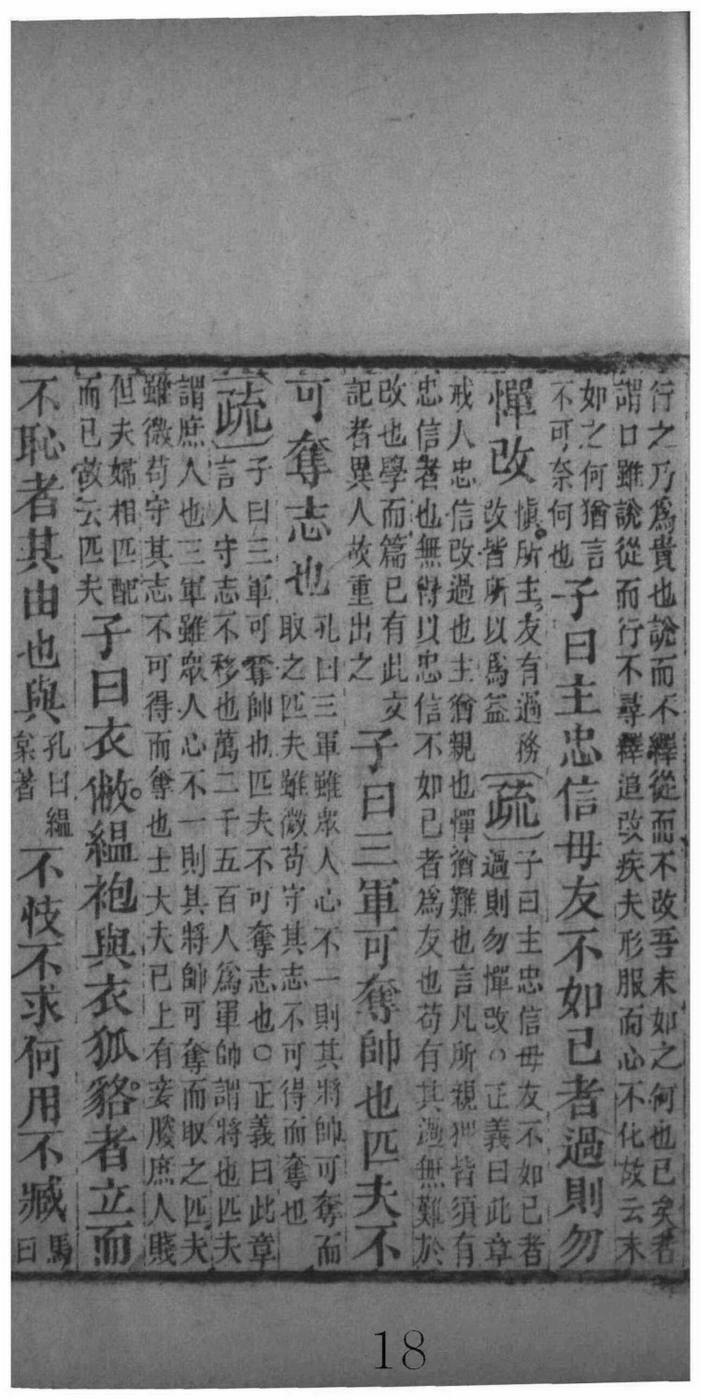 行之乃爲貴也說而不繹從而不改吾末如之何也已矣者
謂口雖說從而行不尋繹追改疾夫形服而心不化故云末
如之何猶言
不可奈何也
子曰主忠信毋友不如己者過則勿
憚改
慎所主友有過務
改皆所以爲益
疏
子曰主忠信毋友不如己者
過則勿憚改○正義曰此章
戒人忠信改過也主猶親也憚猶難也言凡所親狎皆須有
忠信者也無得以忠信不如己者爲友也苟有其過無難於
改也學而篇已有此文
記者異人故重出之
子曰三軍可奪帥也匹夫不
可奪志也
孔曰三軍雖衆人心不一則其將帥可奪而
取之匹夫雖微苟守其志不可得而奪也
疏
子曰三軍可奪帥也匹夫不可奪志也○正義曰此章
言人守志不移也萬二千五百人爲軍帥謂將也匹夫
謂庶人也三軍雖衆人心不一則其將帥可奪而取之匹夫
雖微苟守其志不可得而奪也士大夫已上有妾媵庶人賤
但夫婦相匹配
而已故云匹夫
子曰衣敝縕袍與衣狐貉者立而
不恥者其由也與
孔曰縕
枲著
不忮不求何用不臧
馬
曰
18